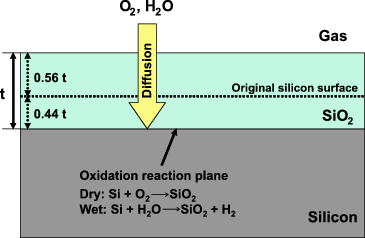 O₂, H₂O
Gas
Diffusion
0.56 t
Original silicon surface
t
0.44 t
SiO₂
Oxidation reaction plane
Dry: Si + O₂→SiO₂
Wet: Si + H₂O→SiO₂ + H₂
Silicon